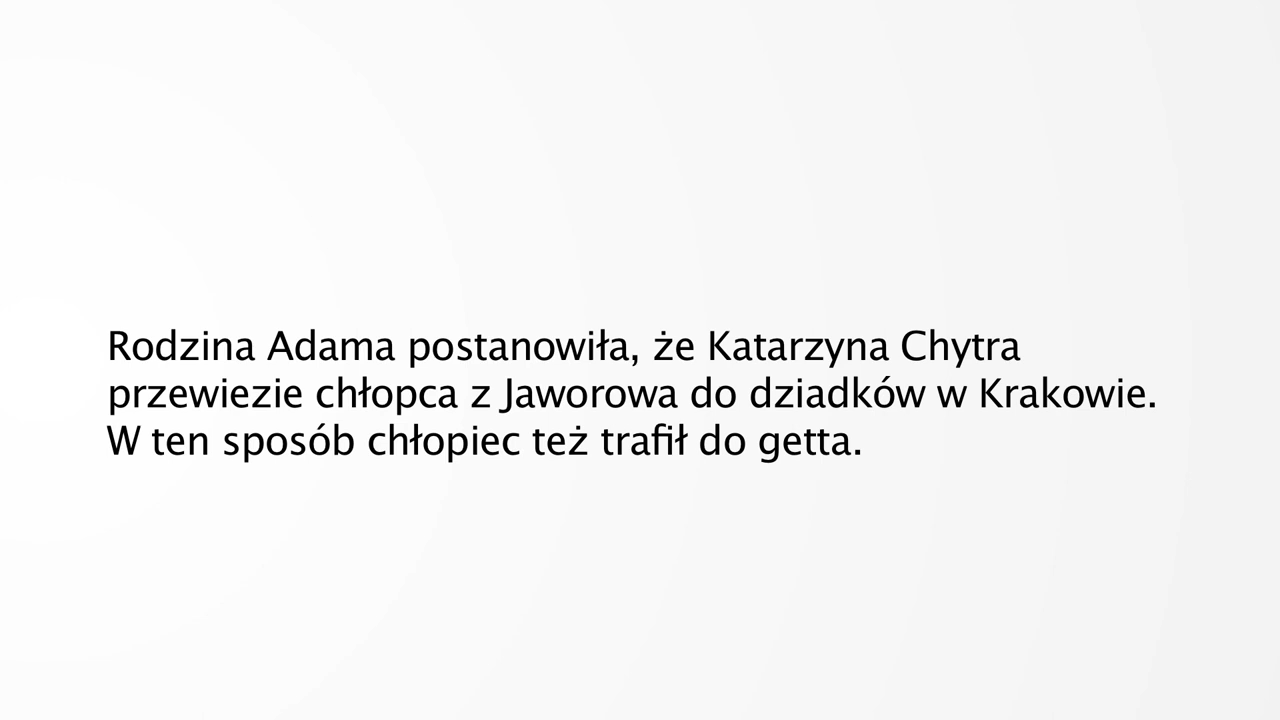 Rodzina Adama postanowiła, że Katarzyna Chytra
przewiezie chłopca z Jaworowa do dziadków w Krakowie.
W ten sposób chłopiec też trafił do getta.